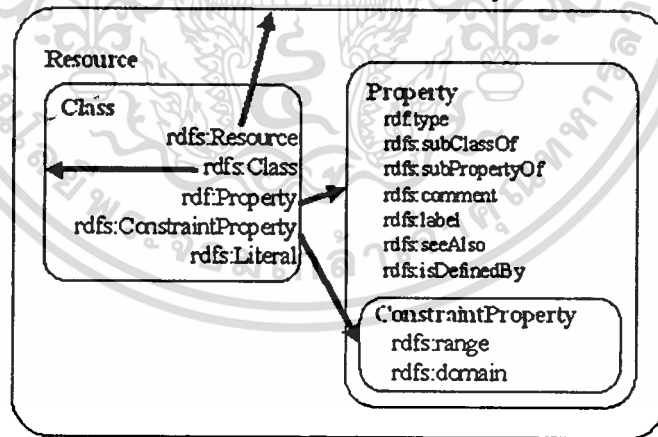 Resource
Class
rdfs:Resource
rdfs:Class
rdf:Property
rdfs:ConstraintProperty
rdfs:Literal
Property
rdf:type
rdfs:subClassOf
rdfs:subPropertyOf
rdfs:comment
rdfs:label
rdfs:seeAlso
rdfs:isDefinedBy
ConstraintProperty
rdfs:range
rdfs:domain